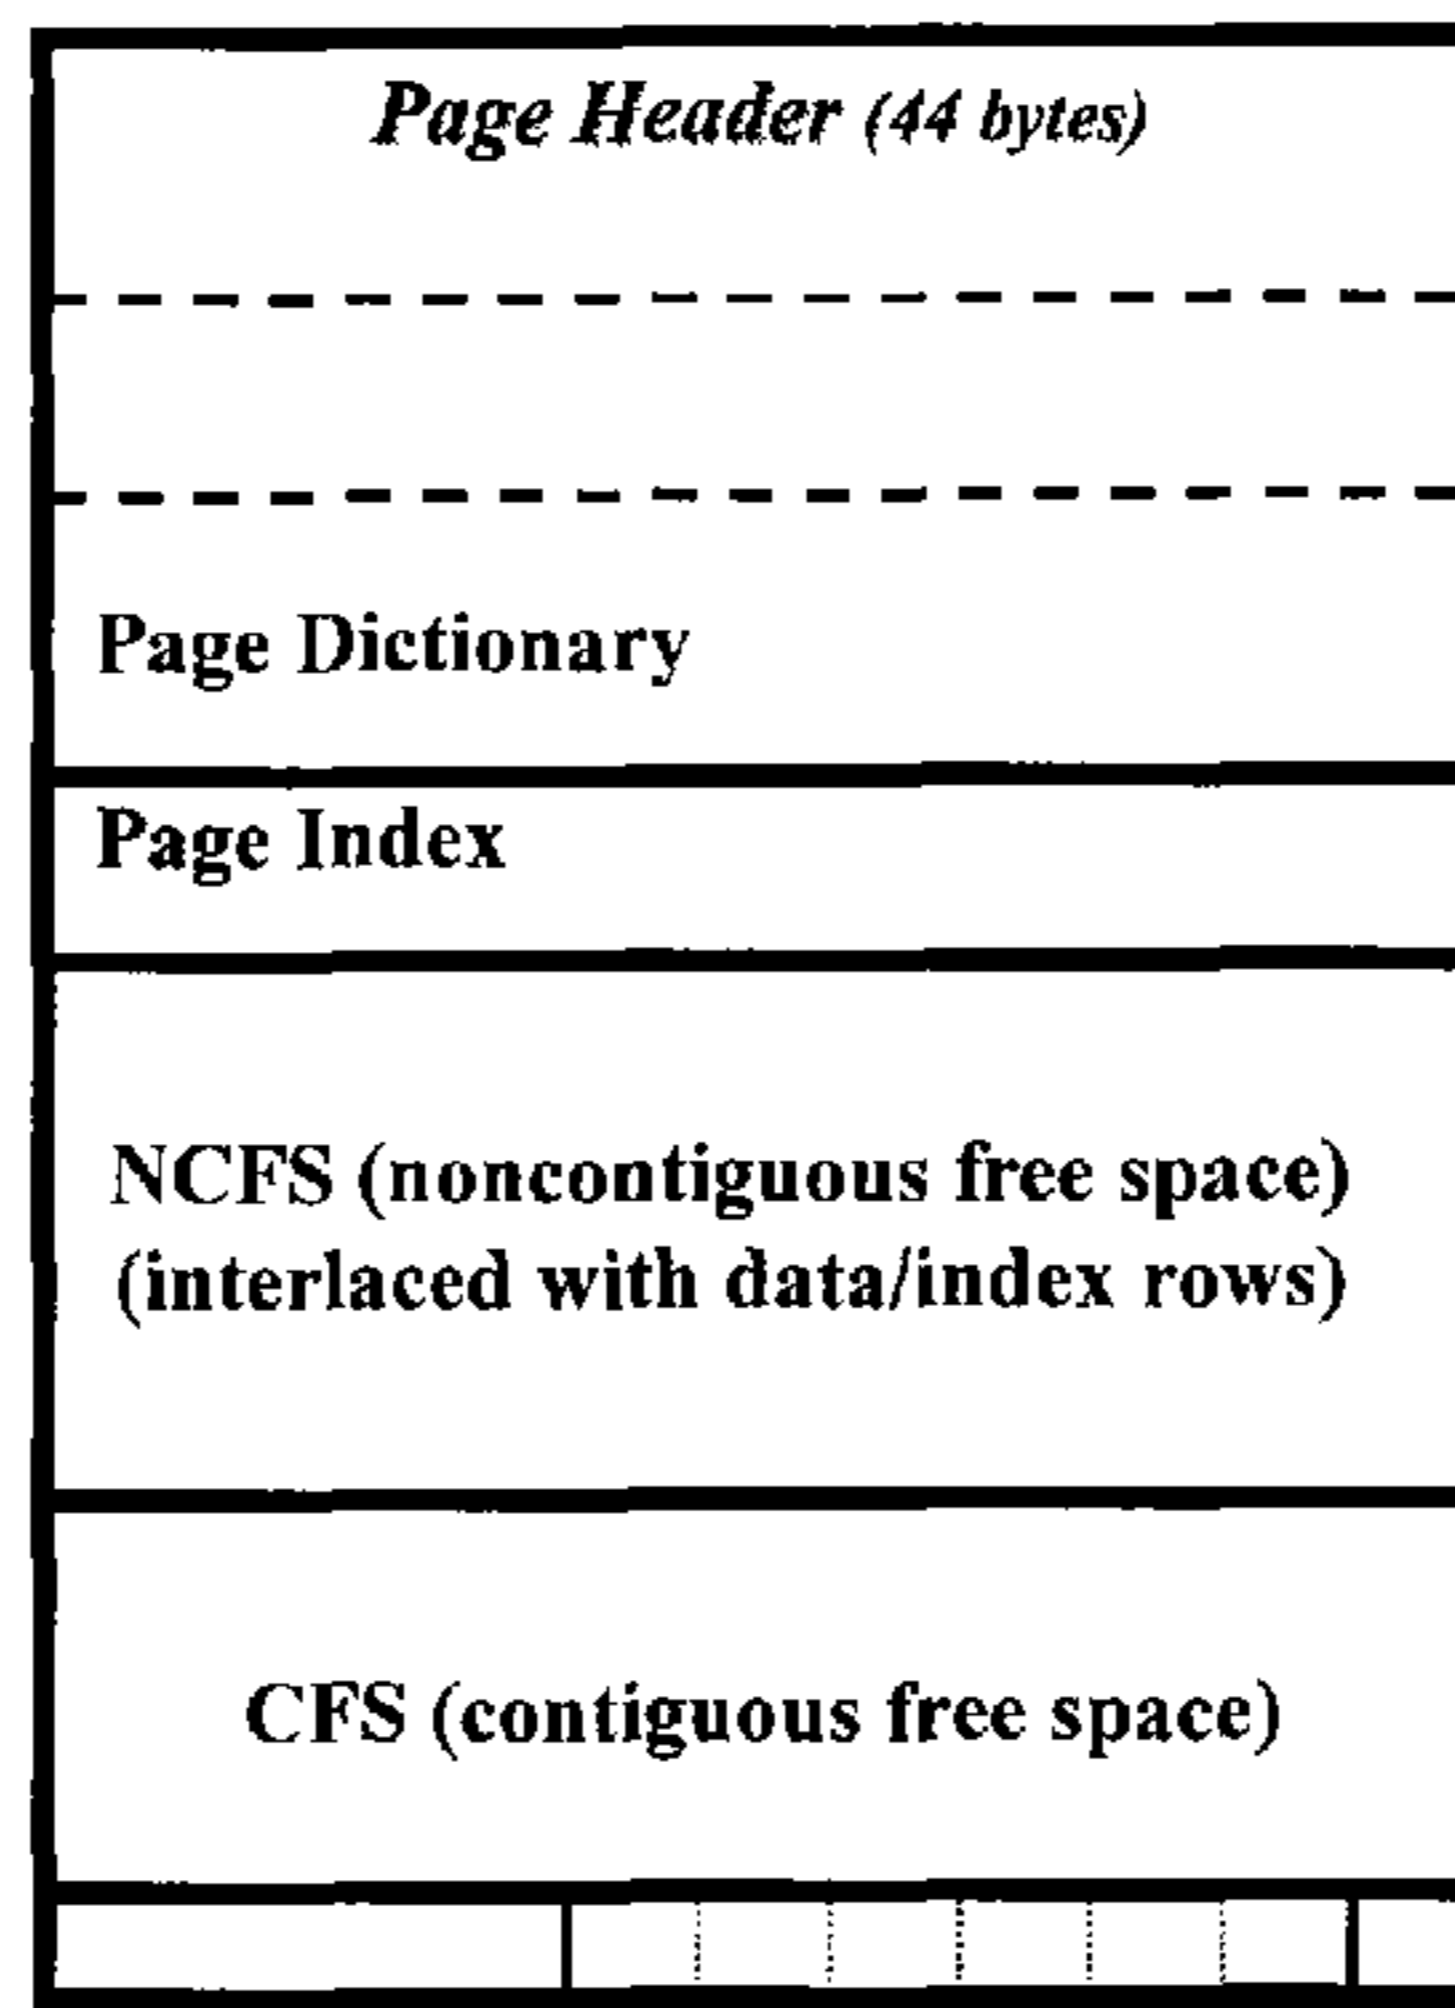 Page Header (44 bytes)
Page Dictionary
Page Index
NCFS (noncontiguous free space)
(interlaced with data/index rows)
CFS (contiguous free space)